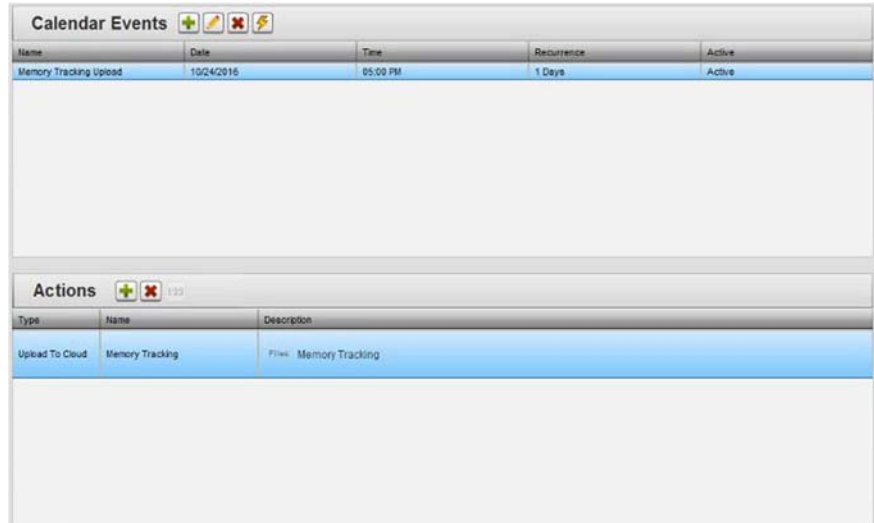 Calendar Events
Name Date Time Recurrence Active
Memory Tracking Upload 10/24/2016 05:00 PM 1 Days Active
Actions 123
Type Name Description
Upload To Cloud Memory Tracking Files Memory Tracking